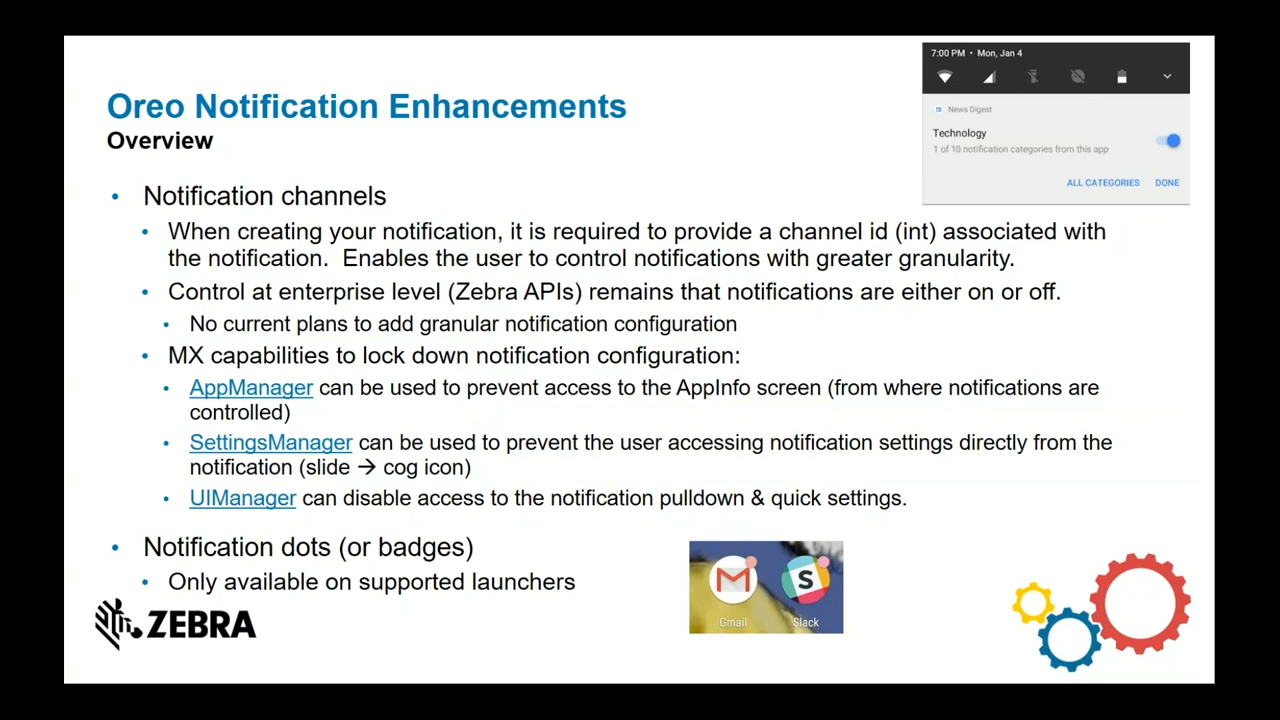 7:00 PM • Mon, Jan 4
News Digest
Technology
1 of 10 notification categories from this app
ALL CATEGORIES DONE
Oreo Notification Enhancements
Overview
• Notification channels
• When creating your notification, it is required to provide a channel id (int) associated with
the notification. Enables the user to control notifications with greater granularity.
• Control at enterprise level (Zebra APIs) remains that notifications are either on or off.
• No current plans to add granular notification configuration
• MX capabilities to lock down notification configuration:
• AppManager can be used to prevent access to the AppInfo screen (from where notifications are
controlled)
• SettingsManager can be used to prevent the user accessing notification settings directly from the
notification (slide → cog icon)
• UIManager can disable access to the notification pulldown & quick settings.
• Notification dots (or badges)
• Only available on supported launchers
S
Gmail Slack
ZEBRA